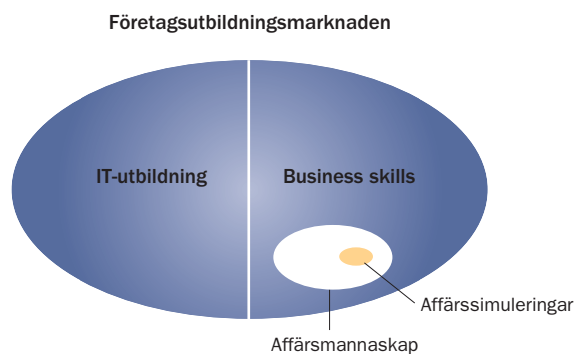 Företagsutbildningsmarknaden
IT-utbildning
Business skills
Affärssimuleringar
Affärsmannaskap